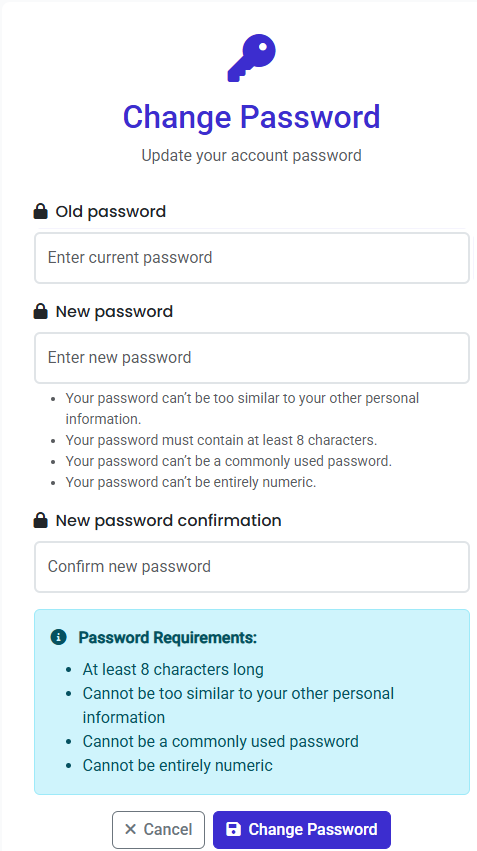 Change Password
Update your account password
Old password
Enter current password
New password
Enter new password
Your password can’t be too similar to your other personal
information.
Your password must contain at least 8 characters.
Your password can’t be a commonly used password.
Your password can’t be entirely numeric.
New password confirmation
Confirm new password
Password Requirements:
At least 8 characters long
Cannot be too similar to your other personal
information
Cannot be a commonly used password
Cannot be entirely numeric
Cancel
Change Password